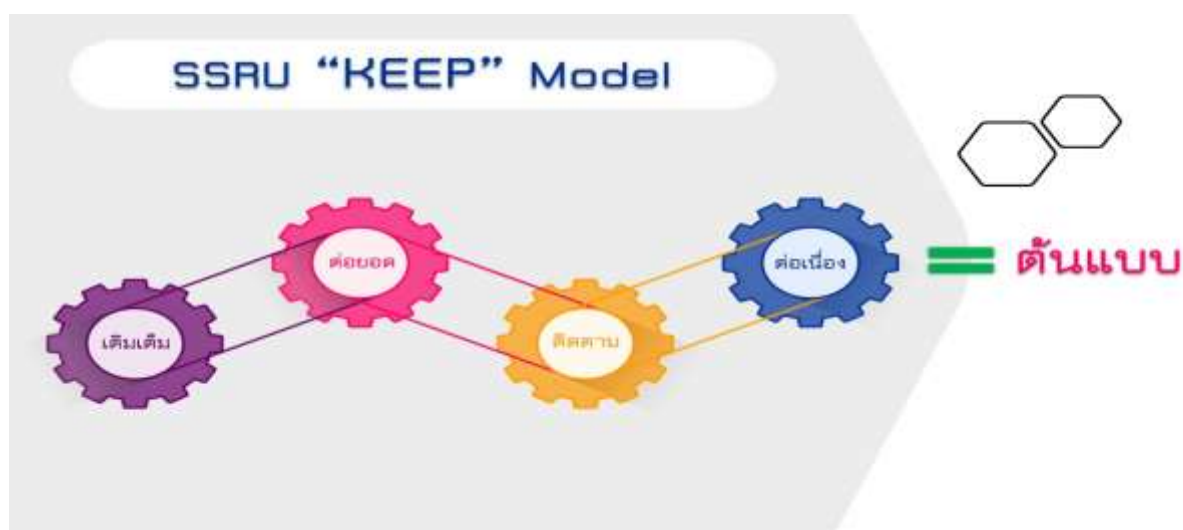 SSRU “KEEP” Model
เติมเต็ม
ต่อยอด
ติดตาม
ต่อเนื่อง
= ต้นแบบ